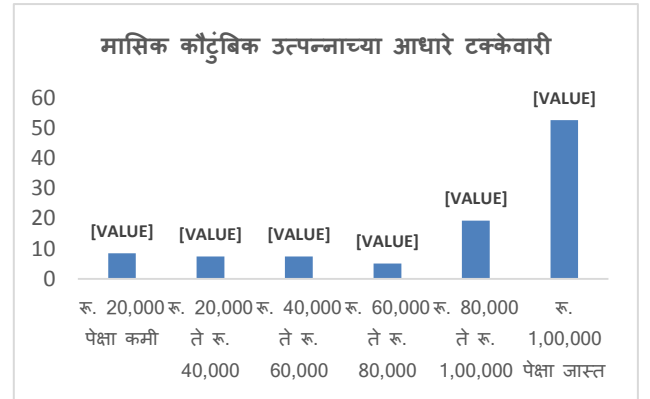 मासिक कौटुंबिक उत्पन्नाच्या आधारे टक्केवारी
60
50
40
30
20
10
0
[VALUE]
[VALUE]
[VALUE]
[VALUE]
[VALUE]
[VALUE]
रू. 20,000 रू. 20,000 रू. 40,000 रू. 60,000 रू. 80,000 रू.
पेक्षा कमी ते रू. ते रू. ते रू. ते रू. 1,00,000
40,000 60,000 80,000 1,00,000 पेक्षा जास्त